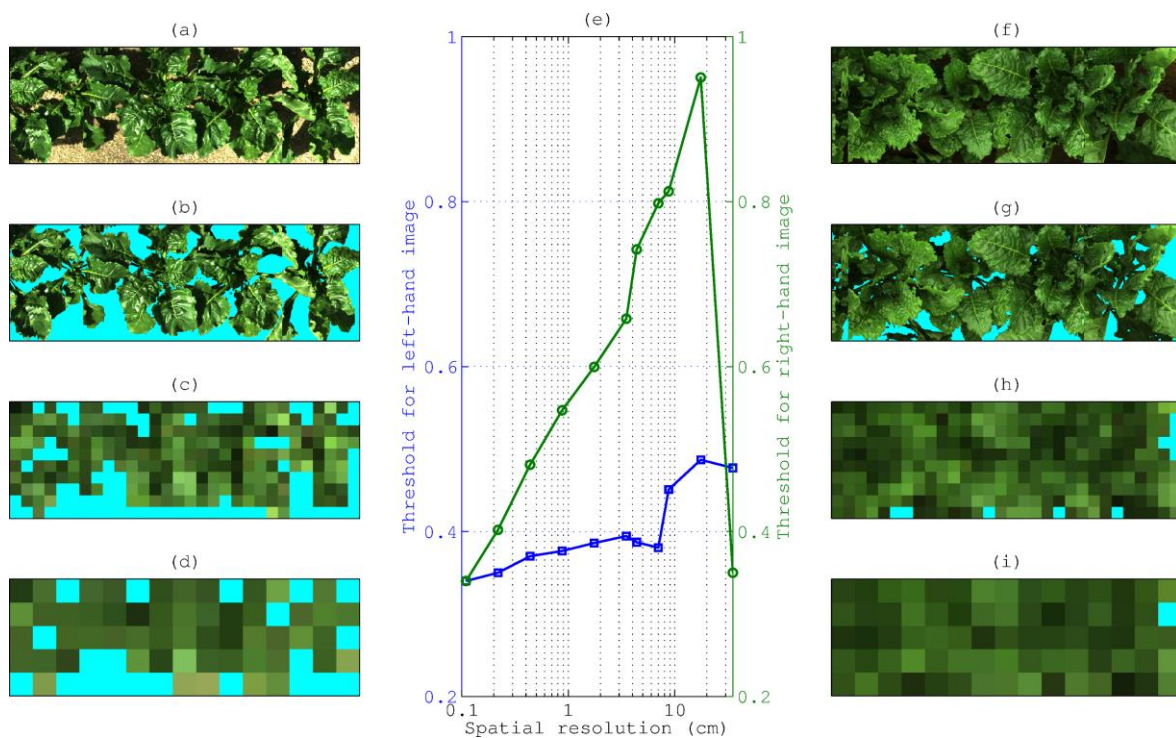 (a)
(b)
(c)
(d)
(e)
1
0.8
0.6
0.4
0.2
Threshold for left-hand image
0.1
1
10
Spatial resolution (cm)
1
0.8
0.6
0.4
0.2
Threshold for right-hand image
(f)
(g)
(h)
(i)